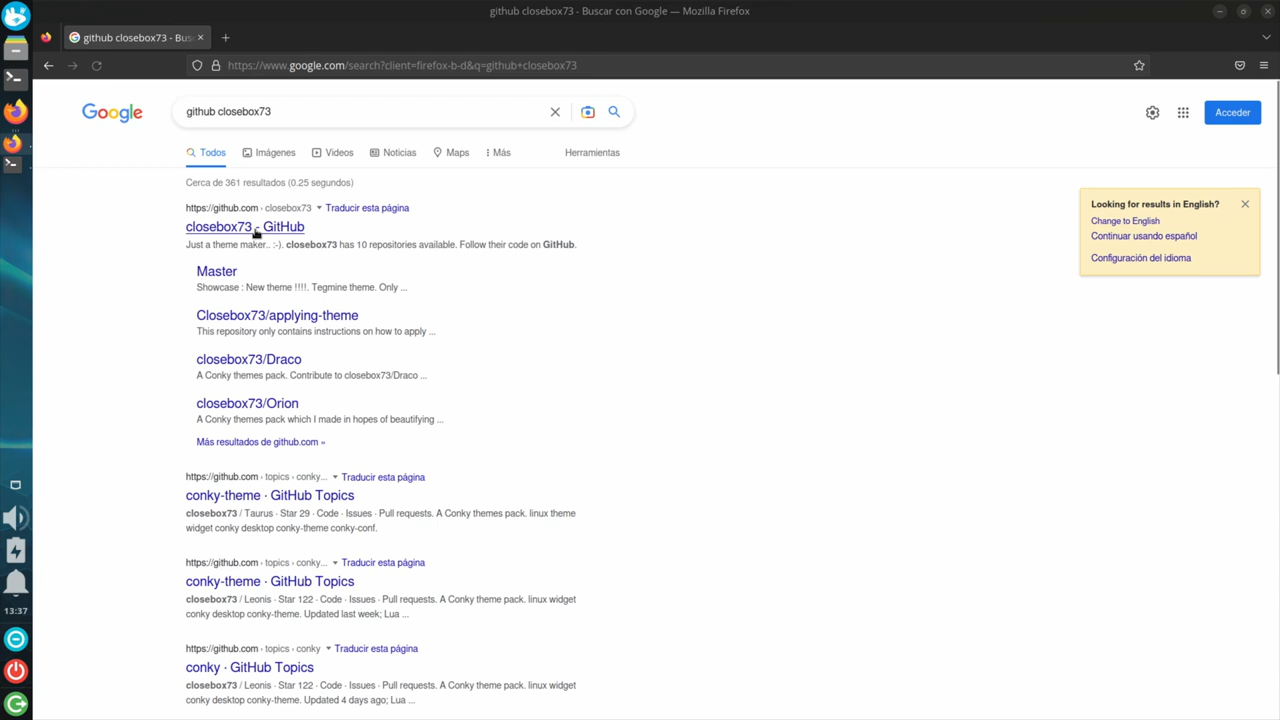 github closebox73 - Buscar con Google — Mozilla Firefox
github closebox73 - Bus
https://www.google.com/search?client=firefox-b-d&q=github+closebox73
Google
github closebox73
Acceder
Todos
Imágenes
Videos
Noticias
Maps
Más
Herramientas
Cerca de 361 resultados (0.25 segundos)
https://github.com › closebox73
Traducir esta página
closebox73 - GitHub
Just a theme maker.. :-). closebox73 has 10 repositories available. Follow their code on GitHub.
Master
Showcase : New theme !!!!. Tegmine theme. Only ...
Closebox73/applying-theme
This repository only contains instructions on how to apply ...
closebox73/Draco
A Conky themes pack. Contribute to closebox73/Draco ...
closebox73/Orion
A Conky themes pack which I made in hopes of beautifying ...
Más resultados de github.com »
https://github.com › topics › conky...
Traducir esta página
conky-theme · GitHub Topics
closebox73 / Taurus · Star 29 · Code · Issues · Pull requests. A Conky themes pack. linux theme
widget conky desktop conky-theme conky-conf.
https://github.com › topics › conky...
Traducir esta página
conky-theme · GitHub Topics
closebox73 / Leonis · Star 122 · Code · Issues · Pull requests. A Conky theme pack. linux widget
conky desktop conky-theme. Updated last week; Lua ...
https://github.com › topics › conky
Traducir esta página
conky · GitHub Topics
closebox73 / Leonis · Star 122 · Code · Issues · Pull requests. A Conky theme pack. linux widget
conky desktop conky-theme. Updated 4 days ago; Lua ...
Looking for results in English?
Change to English
Continuar usando español
Configuración del idioma
13:37